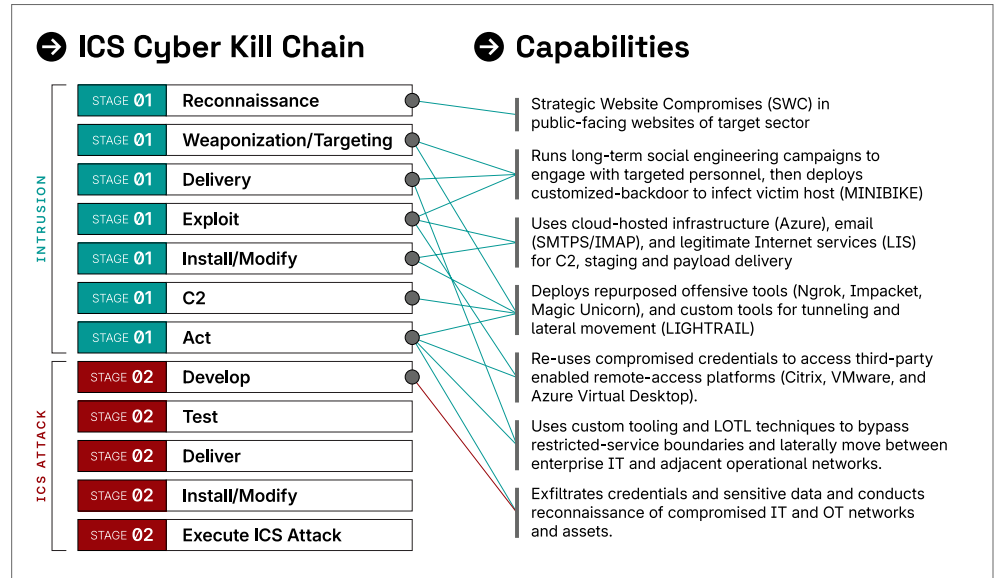 ICS Cyber Kill Chain
Capabilities
INTRUSION
STAGE 01 Reconnaissance
STAGE 01 Weaponization/Targeting
STAGE 01 Delivery
STAGE 01 Exploit
STAGE 01 Install/Modify
STAGE 01 C2
STAGE 01 Act
ICS ATTACK
STAGE 02 Develop
STAGE 02 Test
STAGE 02 Deliver
STAGE 02 Install/Modify
STAGE 02 Execute ICS Attack
Strategic Website Compromises (SWC) in
public-facing websites of target sector
Runs long-term social engineering campaigns to
engage with targeted personnel, then deploys
customized-backdoor to infect victim host (MINIBIKE)
Uses cloud-hosted infrastructure (Azure), email
(SMTPS/IMAP), and legitimate Internet services (LIS)
for C2, staging and payload delivery
Deploys repurposed offensive tools (Ngrok, Impacket,
Magic Unicorn), and custom tools for tunneling and
lateral movement (LIGHTRAIL)
Re-uses compromised credentials to access third-party
enabled remote-access platforms (Citrix, VMware, and
Azure Virtual Desktop).
Uses custom tooling and LOTL techniques to bypass
restricted-service boundaries and laterally move between
enterprise IT and adjacent operational networks.
Exfiltrates credentials and sensitive data and conducts
reconnaissance of compromised IT and OT networks
and assets.